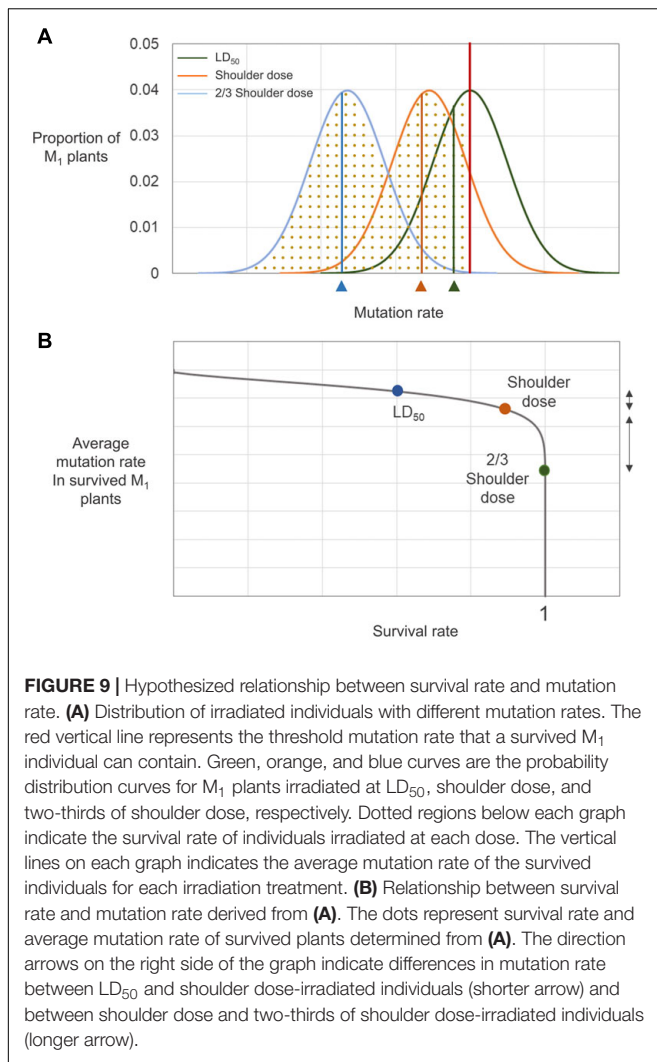 A
0.05
LD₅₀
Shoulder dose
2/3 Shoulder dose
0.04
Proportion of
M₁ plants
0.03
0.02
0.01
0
Mutation rate
B
Shoulder
dose
LD₅₀
Average
mutation rate
In survived M₁
plants
2/3
Shoulder
dose
1
Survival rate
FIGURE 9 | Hypothesized relationship between survival rate and mutation
rate. (A) Distribution of irradiated individuals with different mutation rates. The
red vertical line represents the threshold mutation rate that a survived M₁
individual can contain. Green, orange, and blue curves are the probability
distribution curves for M₁ plants irradiated at LD₅₀, shoulder dose, and
two-thirds of shoulder dose, respectively. Dotted regions below each graph
indicate the survival rate of individuals irradiated at each dose. The vertical
lines on each graph indicates the average mutation rate of the survived
individuals for each irradiation treatment. (B) Relationship between survival
rate and mutation rate derived from (A). The dots represent survival rate and
average mutation rate of survived plants determined from (A). The direction
arrows on the right side of the graph indicate differences in mutation rate
between LD₅₀ and shoulder dose-irradiated individuals (shorter arrow) and
between shoulder dose and two-thirds of shoulder dose-irradiated individuals
(longer arrow).